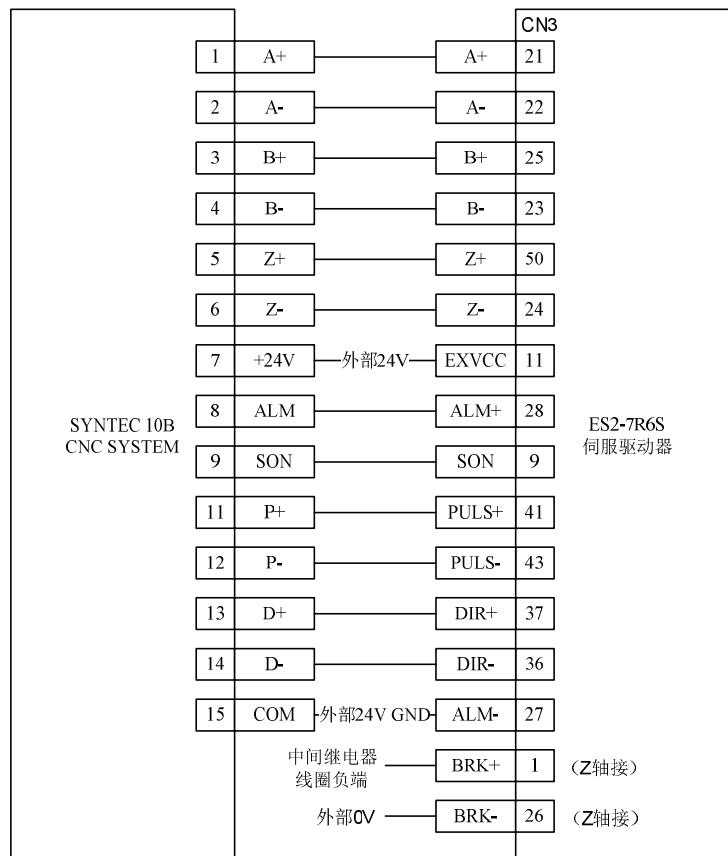 CN3
1 A+ A+ 21
2 A- A- 22
3 B+ B+ 25
4 B- B- 23
5 Z+ Z+ 50
6 Z- Z- 24
7 +24V 外部24V EXVCC 11
8 ALM ALM+ 28
SYNTEC 10B
CNC SYSTEM
ES2-7R6S
伺服驱动器
9 SON SON 9
11 P+ PULS+ 41
12 P- PULS- 43
13 D+ DIR+ 37
14 D- DIR- 36
15 COM 外部24V GND ALM- 27
中间继电器
线圈负端
BRK+ 1 （Z轴接）
外部0V BRK- 26 （Z轴接）